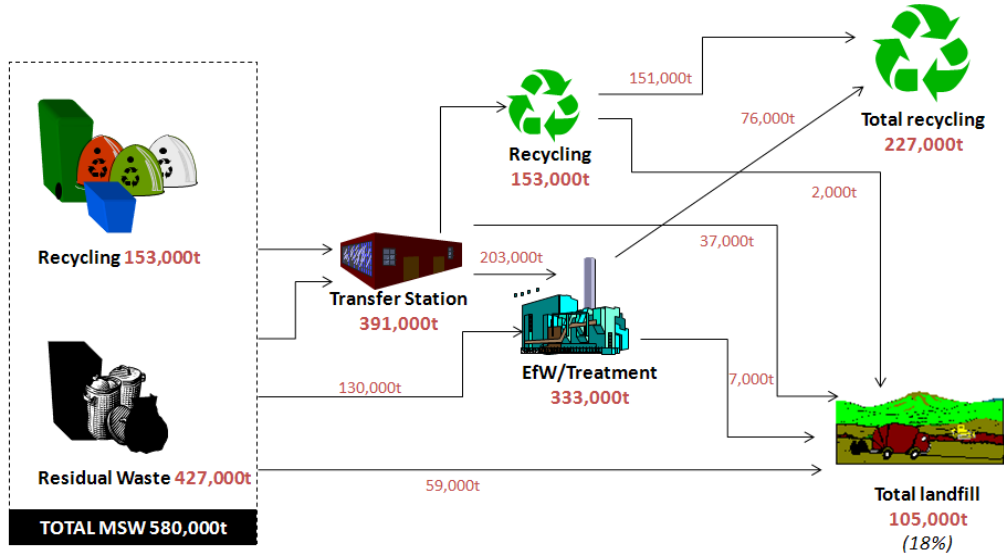 151,000t
76,000t
Total recycling
227,000t
Recycling
153,000t
2,000t
Recycling 153,000t
37,000t
203,000t
Transfer Station
391,000t
EfW/Treatment
333,000t
130,000t
7,000t
Residual Waste 427,000t
59,000t
Total landfill
105,000t
(18%)
TOTAL MSW 580,000t